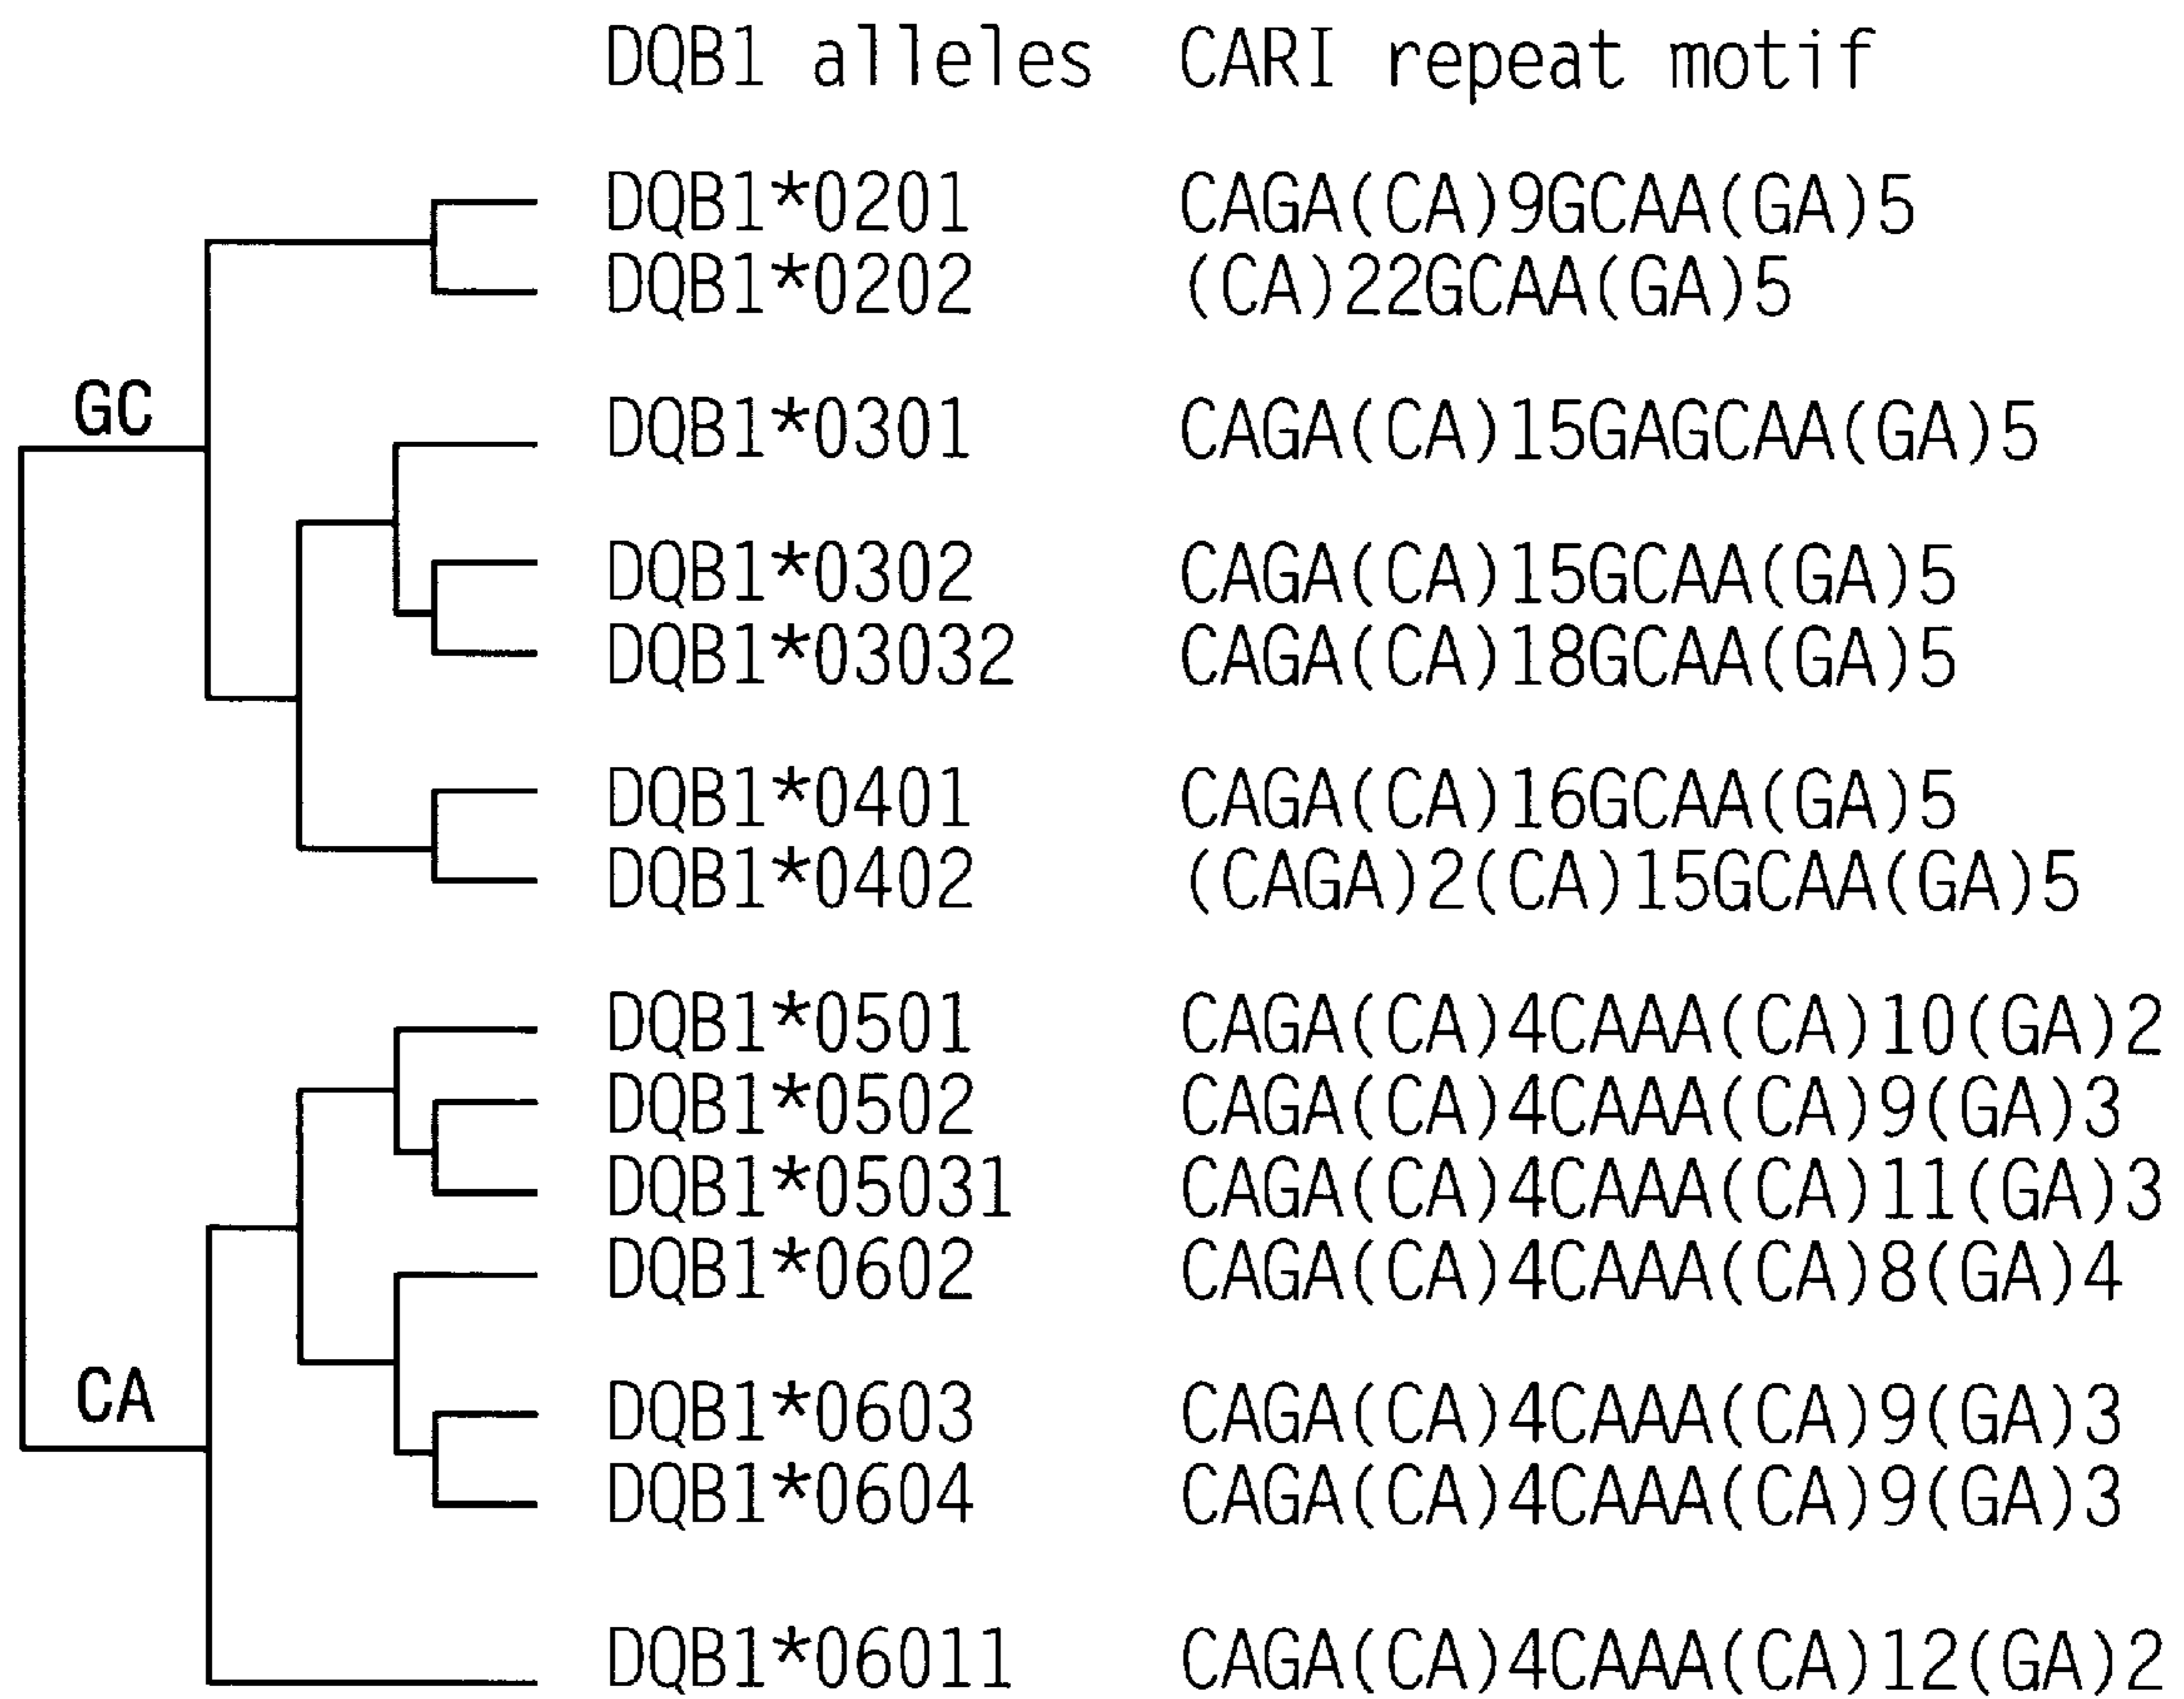 DQB1 alleles CARI repeat motif
DQB1*0201 CAGA(CA)9GCAA(GA)5
DQB1*0202 (CA)22GCAA(GA)5
GC
DQB1*0301 CAGA(CA)15GAGCAA(GA)5
DQB1*0302 CAGA(CA)15GCAA(GA)5
DQB1*03032 CAGA(CA)18GCAA(GA)5
DQB1*0401 CAGA(CA)16GCAA(GA)5
DQB1*0402 (CAGA)2(CA)15GCAA(GA)5
DQB1*0501 CAGA(CA)4CAAA(CA)10(GA)2
DQB1*0502 CAGA(CA)4CAAA(CA)9(GA)3
DQB1*05031 CAGA(CA)4CAAA(CA)11(GA)3
DQB1*0602 CAGA(CA)4CAAA(CA)8(GA)4
CA
DQB1*0603 CAGA(CA)4CAAA(CA)9(GA)3
DQB1*0604 CAGA(CA)4CAAA(CA)9(GA)3
DQB1*06011 CAGA(CA)4CAAA(CA)12(GA)2